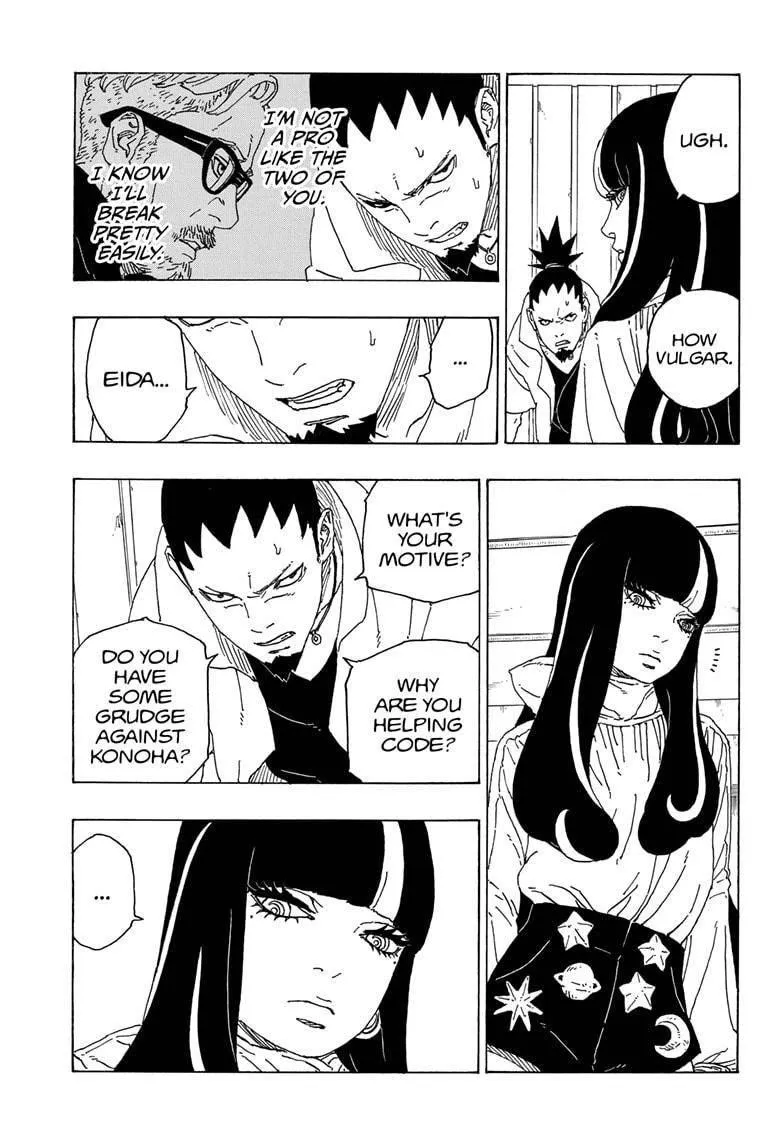 UGH.
HOW
VULGAR.
I'M NOT
A PRO
LIKE THE
TWO OF
YOU.
I KNOW
I'LL
BREAK
PRETTY
EASILY.
...
EIDA...
WHAT'S
YOUR
MOTIVE?
WHY
ARE YOU
HELPING
CODE?
DO YOU
HAVE
SOME
GRUDGE
AGAINST
KONOHA?
...